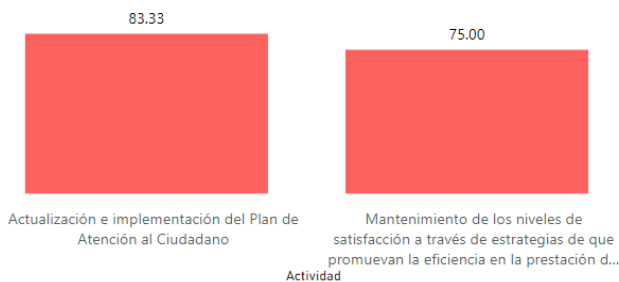 83.33
75.00
Actualización e implementación del Plan de
Atención al Ciudadano
Mantenimiento de los niveles de
satisfacción a través de estrategias de que
promuevan la eficiencia en la prestación d...
Actividad